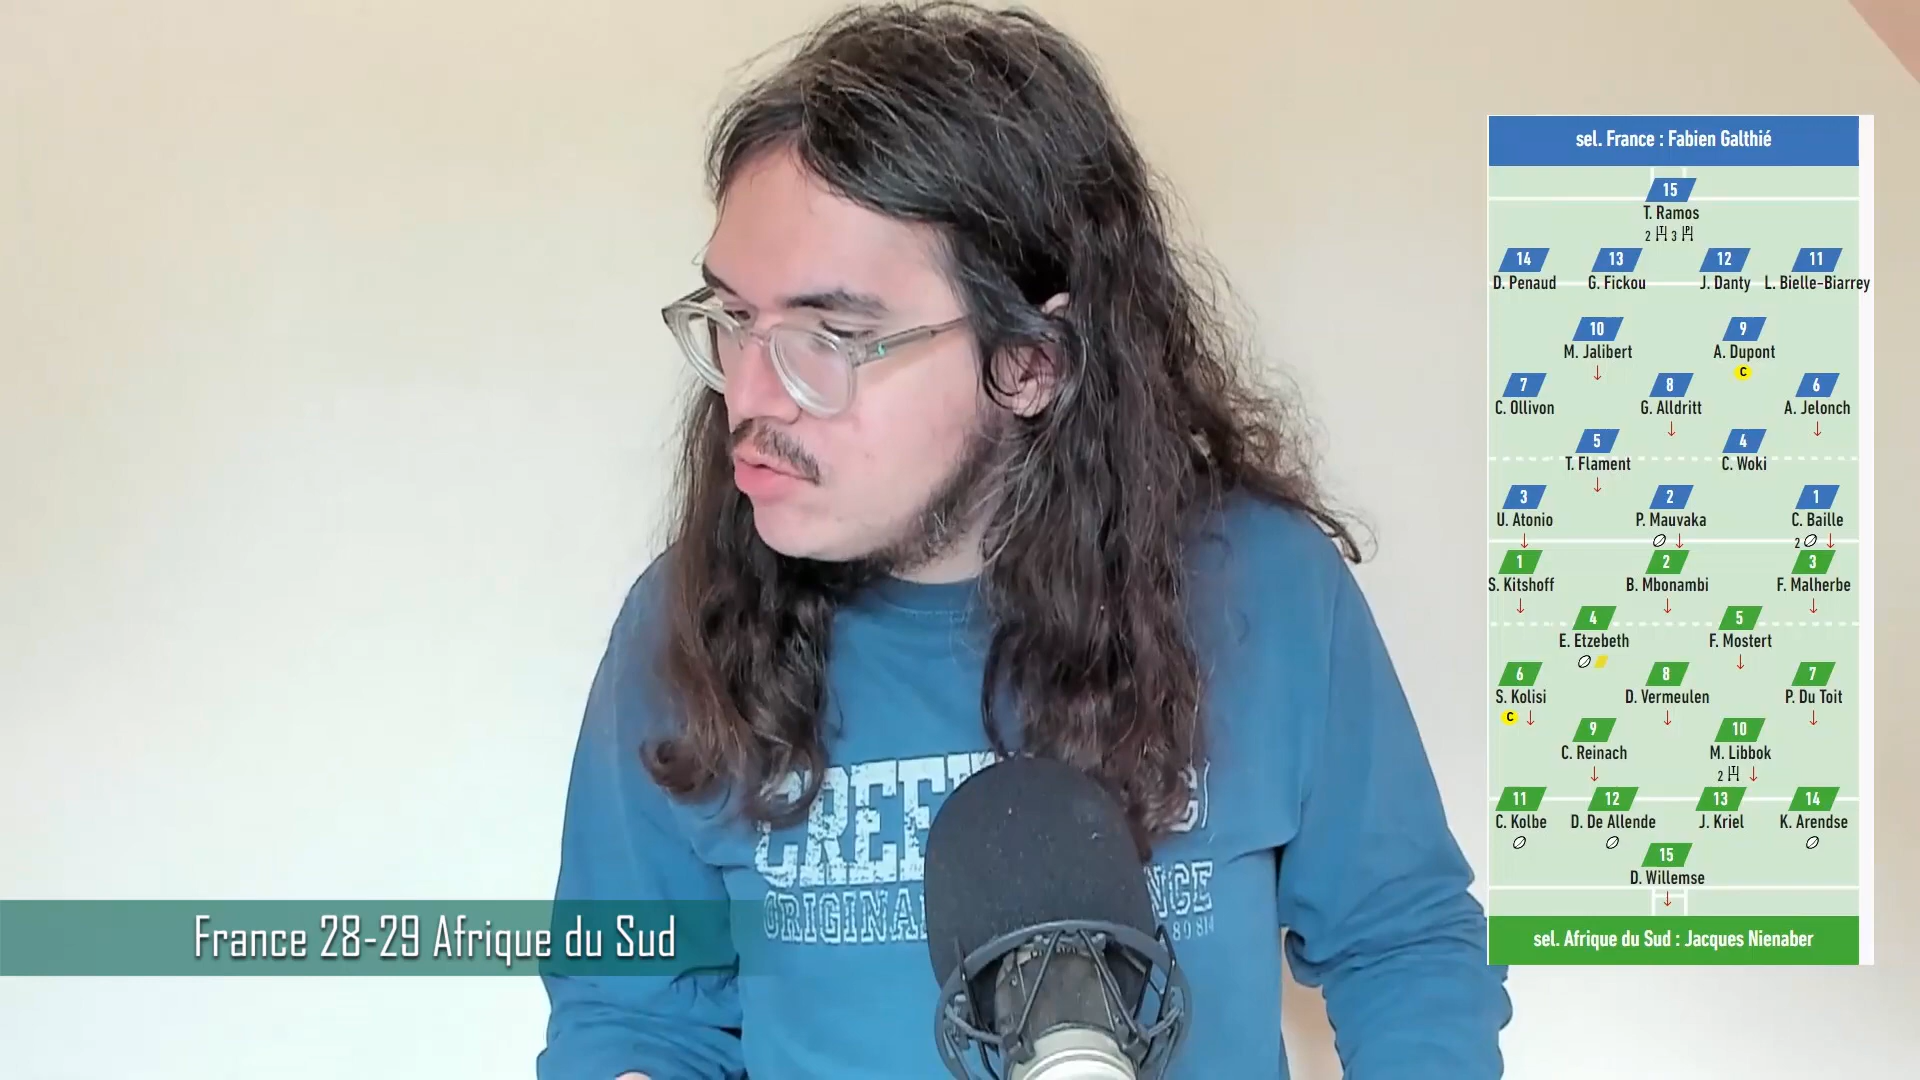 sel. France : Fabien Galthié
15
T. Ramos
2 3
14 13 12 11
D. Penaud G. Fickou J. Danty L. Bielle-Biarrey
10 9
M. Jalibert A. Dupont
C
7 8 6
C. Ollivon G. Alldritt A. Jelonch
5 4
T. Flament C. Woki
3 2 1
U. Atonio P. Mauvaka C. Baille
2
1 2 3
S. Kitshoff B. Mbonambi F. Malherbe
4 5
E. Etzebeth F. Mostert
6 8 7
S. Kolisi D. Vermeulen P. Du Toit
C
9 10
C. Reinach M. Libbok
2
11 12 13 14
C. Kolbe D. De Allende J. Kriel K. Arendse
15
D. Willemse
sel. Afrique du Sud : Jacques Nienaber
France 28-29 Afrique du Sud
ORIGINA